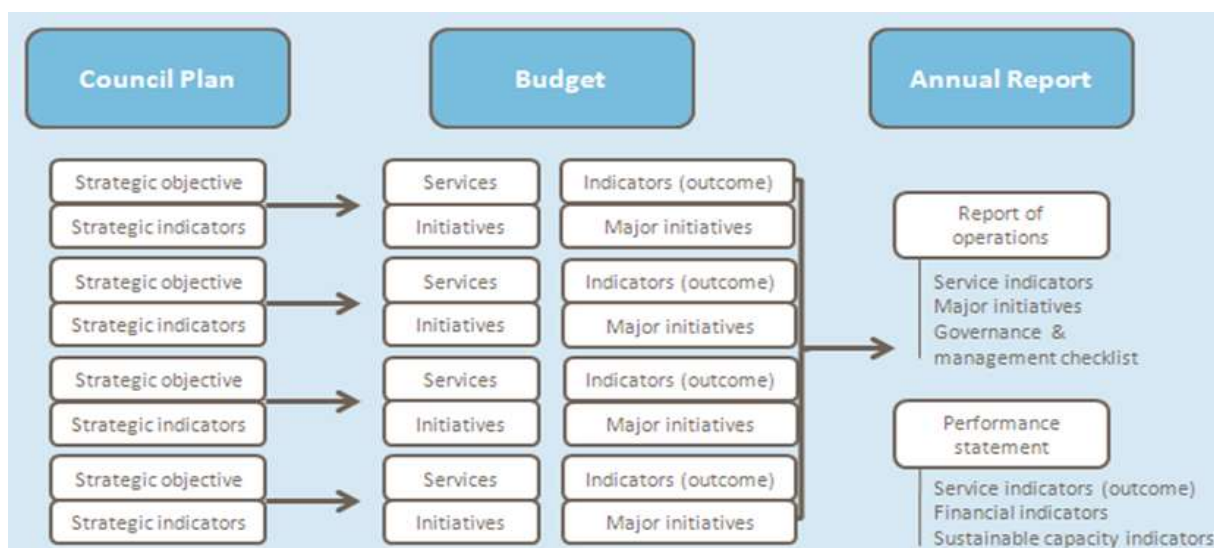 Council Plan
Budget
Annual Report
Strategic objective
Strategic indicators
Services
Initiatives
Indicators (outcome)
Major initiatives
Strategic objective
Strategic indicators
Services
Initiatives
Indicators (outcome)
Major initiatives
Strategic objective
Strategic indicators
Services
Initiatives
Indicators (outcome)
Major initiatives
Strategic objective
Strategic indicators
Services
Initiatives
Indicators (outcome)
Major initiatives
Report of
operations
Service indicators
Major initiatives
Governance &
management checklist
Performance
statement
Service indicators (outcome)
Financial indicators
Sustainable capacity indicators